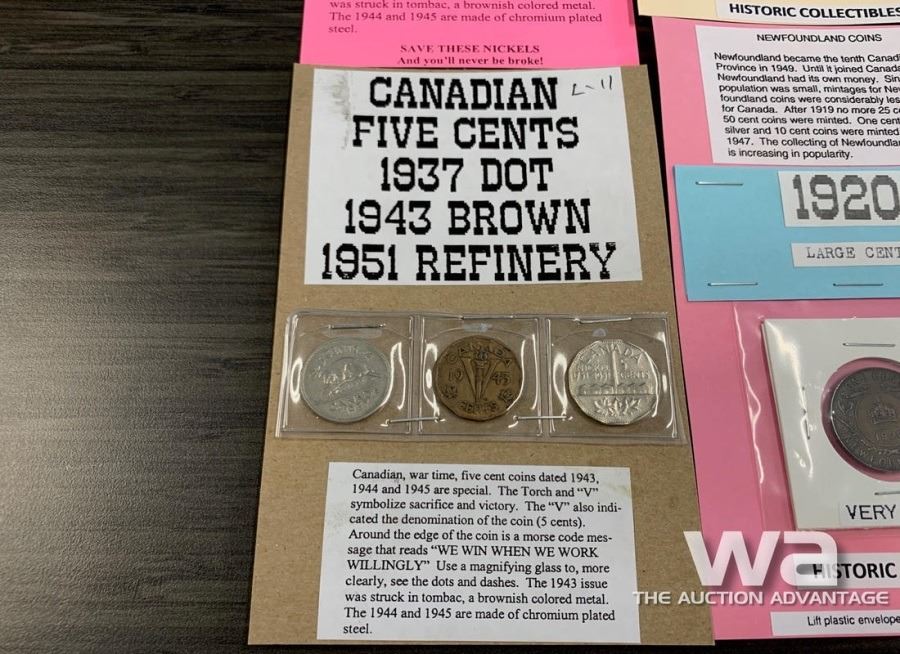 was struck in tombac, a brownish colored metal.
The 1944 and 1945 are made of chromium plated
steel.
SAVE THESE NICKELS
And you'll never be broke!
L-11
CANADIAN
FIVE CENTS
1937 DOT
1943 BROWN
1951 REFINERY
CANADA
19 43
CENTS
CANADA
5
CENTS
Canadian, war time, five cent coins dated 1943,
1944 and 1945 are special. The Torch and “V”
symbolize sacrifice and victory. The “V” also indi-
cated the denomination of the coin (5 cents).
Around the edge of the coin is a morse code mes-
sage that reads “WE WIN WHEN WE WORK
WILLINGLY” Use a magnifying glass to, more
clearly, see the dots and dashes. The 1943 issue
was struck in tombac, a brownish colored metal.
The 1944 and 1945 are made of chromium plated
steel.
HISTORIC COLLECTIBLES
NEWFOUNDLAND COINS
Newfoundland became the tenth Canadi
Province in 1949. Until it joined Canada
Newfoundland had its own money. Sin
population was small, mintages for New
foundland coins were considerably les
for Canada. After 1919 no more 25 c
50 cent coins were minted. One cent
silver and 10 cent coins were minted
1947. The collecting of Newfoundlan
is increasing in popularity.
1920
LARGE CENT
VERY
HISTORIC
Lift plastic envelope
wa
THE AUCTION ADVANTAGE